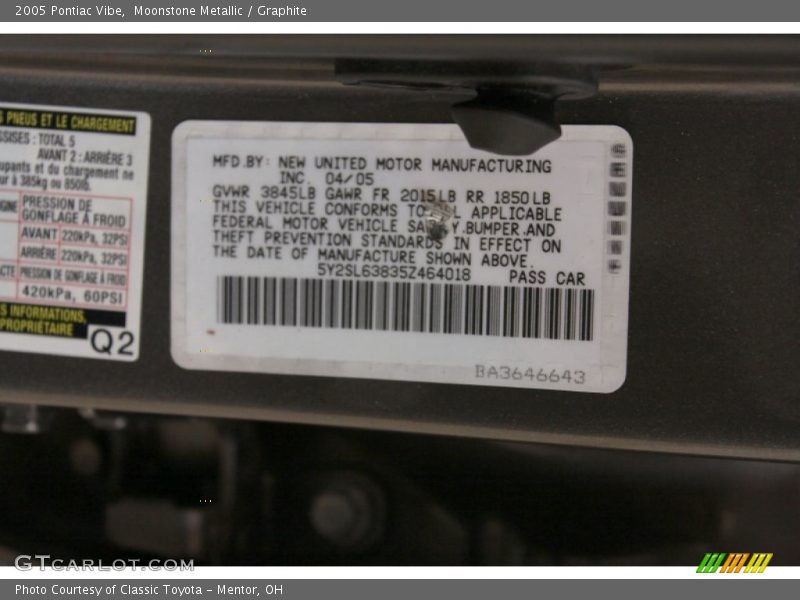 2005 Pontiac Vibe, Moonstone Metallic / Graphite
PNEUS ET LE CHARGEMENT
: TOTAL 5
AVANT 2 : ARRIÈRE 3
et du chargement ne
à 385kg ou 850lb.
PRESSION DE
GONFLAGE À FROID
AVANT 220kPa, 32PSI
ARRIÈRE 220kPa, 32PSI
PRESSION DE GONFLAGE À FROID
420kPa, 60PSI
INFORMATIONS,
PROPRIÉTAIRE
Q2
MFD.BY: NEW UNITED MOTOR MANUFACTURING
INC. 04/05
GVWR 3845LB GAWR FR 2015LB RR 1850LB
THIS VEHICLE CONFORMS TO APPLICABLE
FEDERAL MOTOR VEHICLE SA Y,BUMPER,AND
THEFT PREVENTION STANDARDS IN EFFECT ON
THE DATE OF MANUFACTURE SHOWN ABOVE.
5Y2SL63835Z464018 PASS CAR
BA3646643
GTCARLOT.COM
Photo Courtesy of Classic Toyota - Mentor, OH